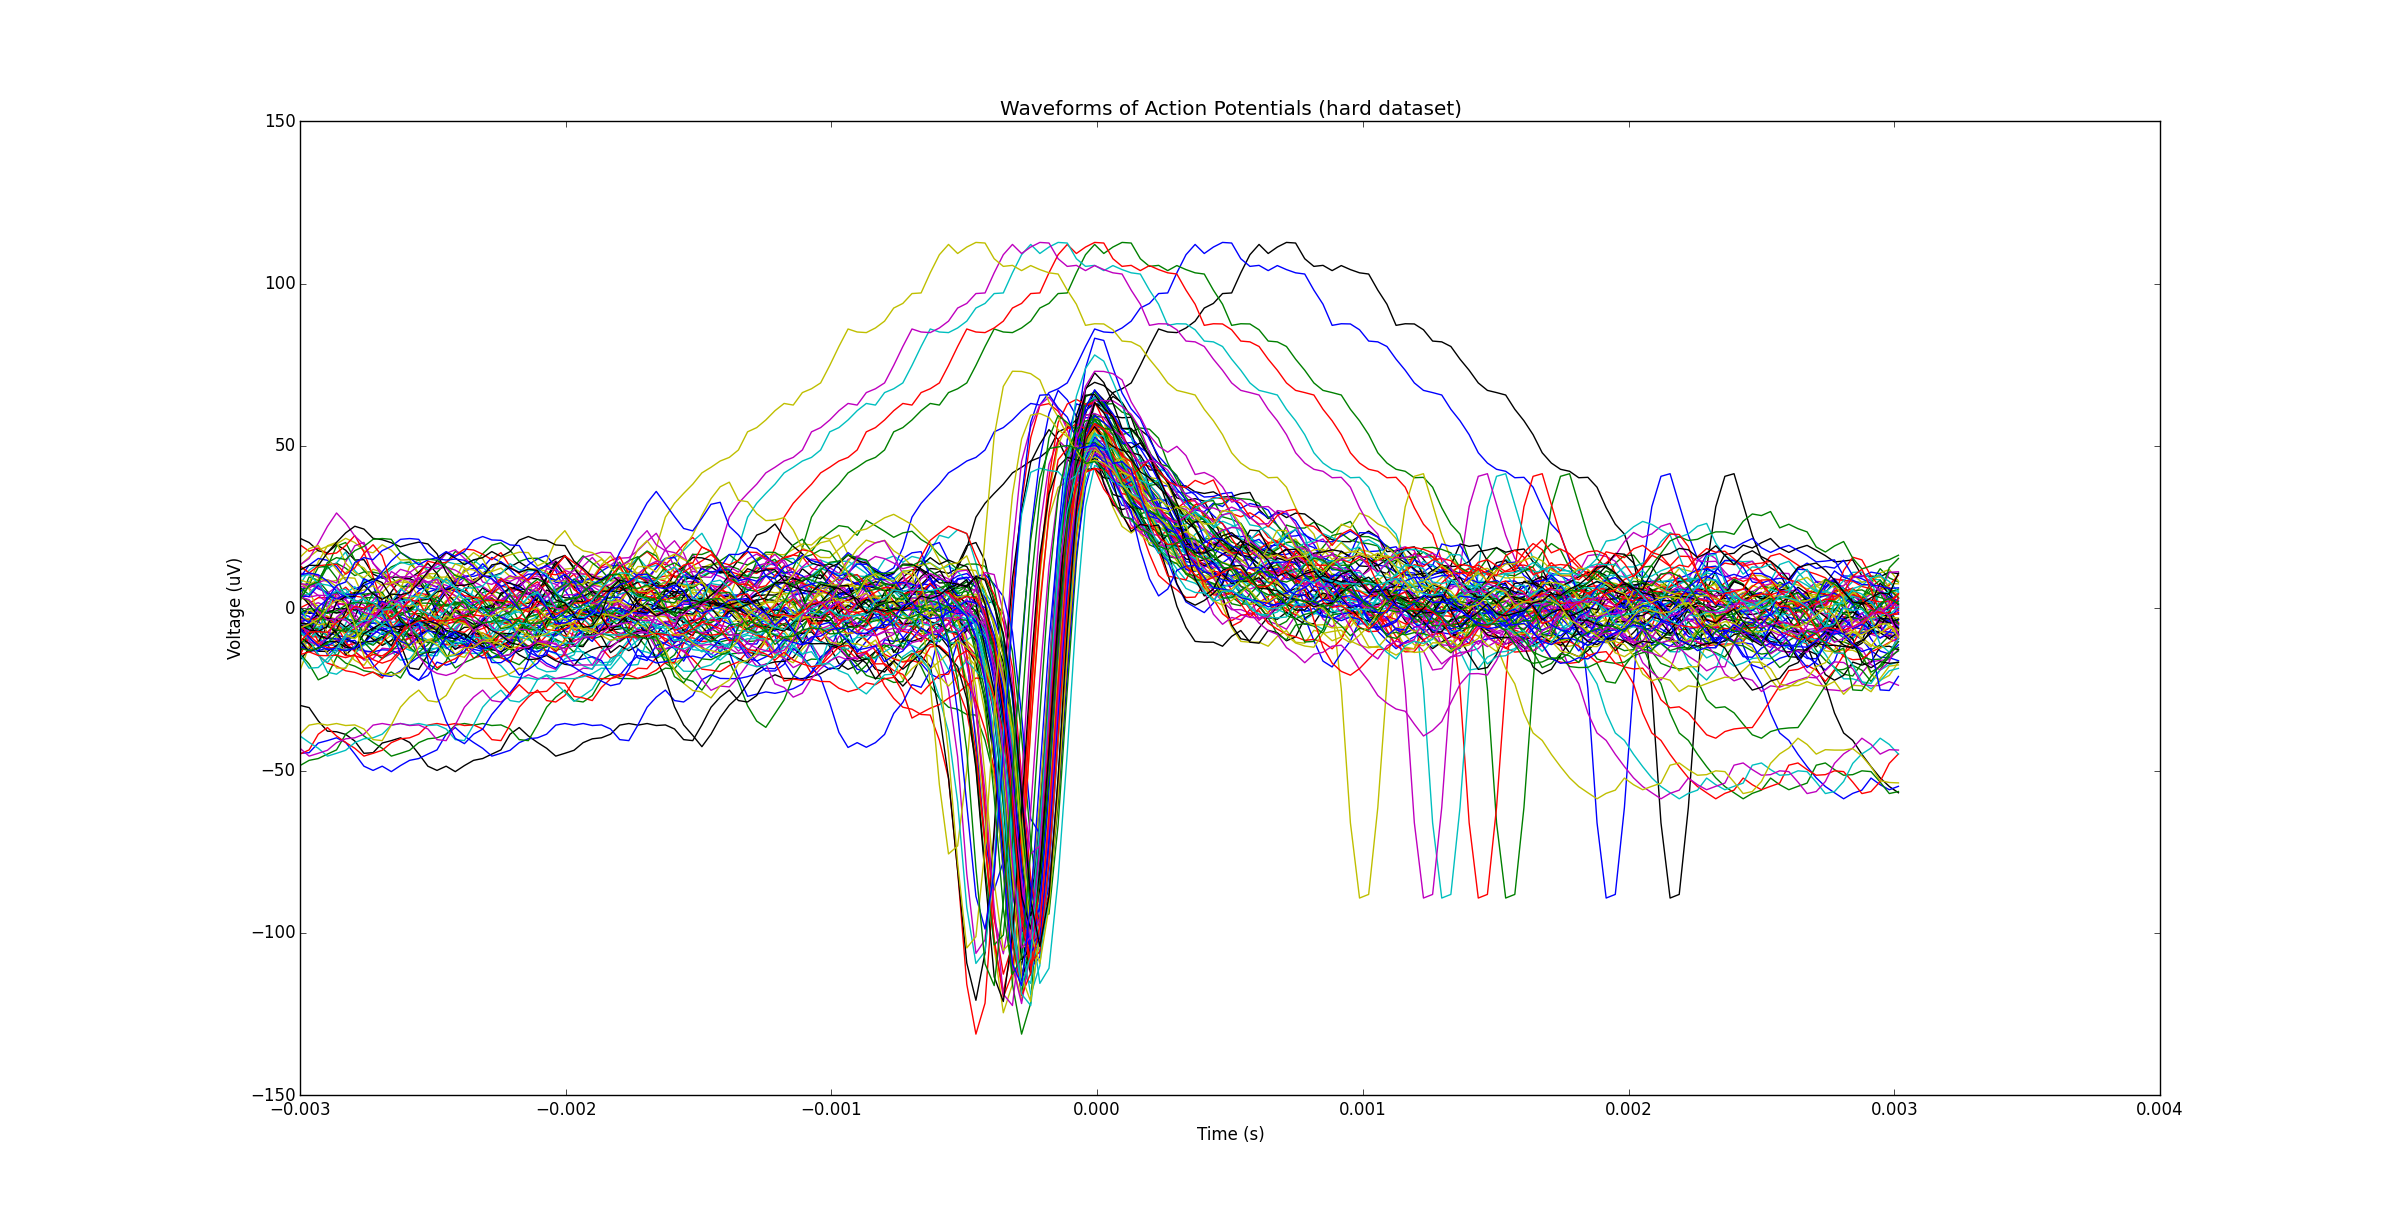 Waveforms of Action Potentials (hard dataset)
150
100
50
0
−50
−100
−150
Voltage (uV)
−0.003 −0.002 −0.001 0.000 0.001 0.002 0.003 0.004
Time (s)